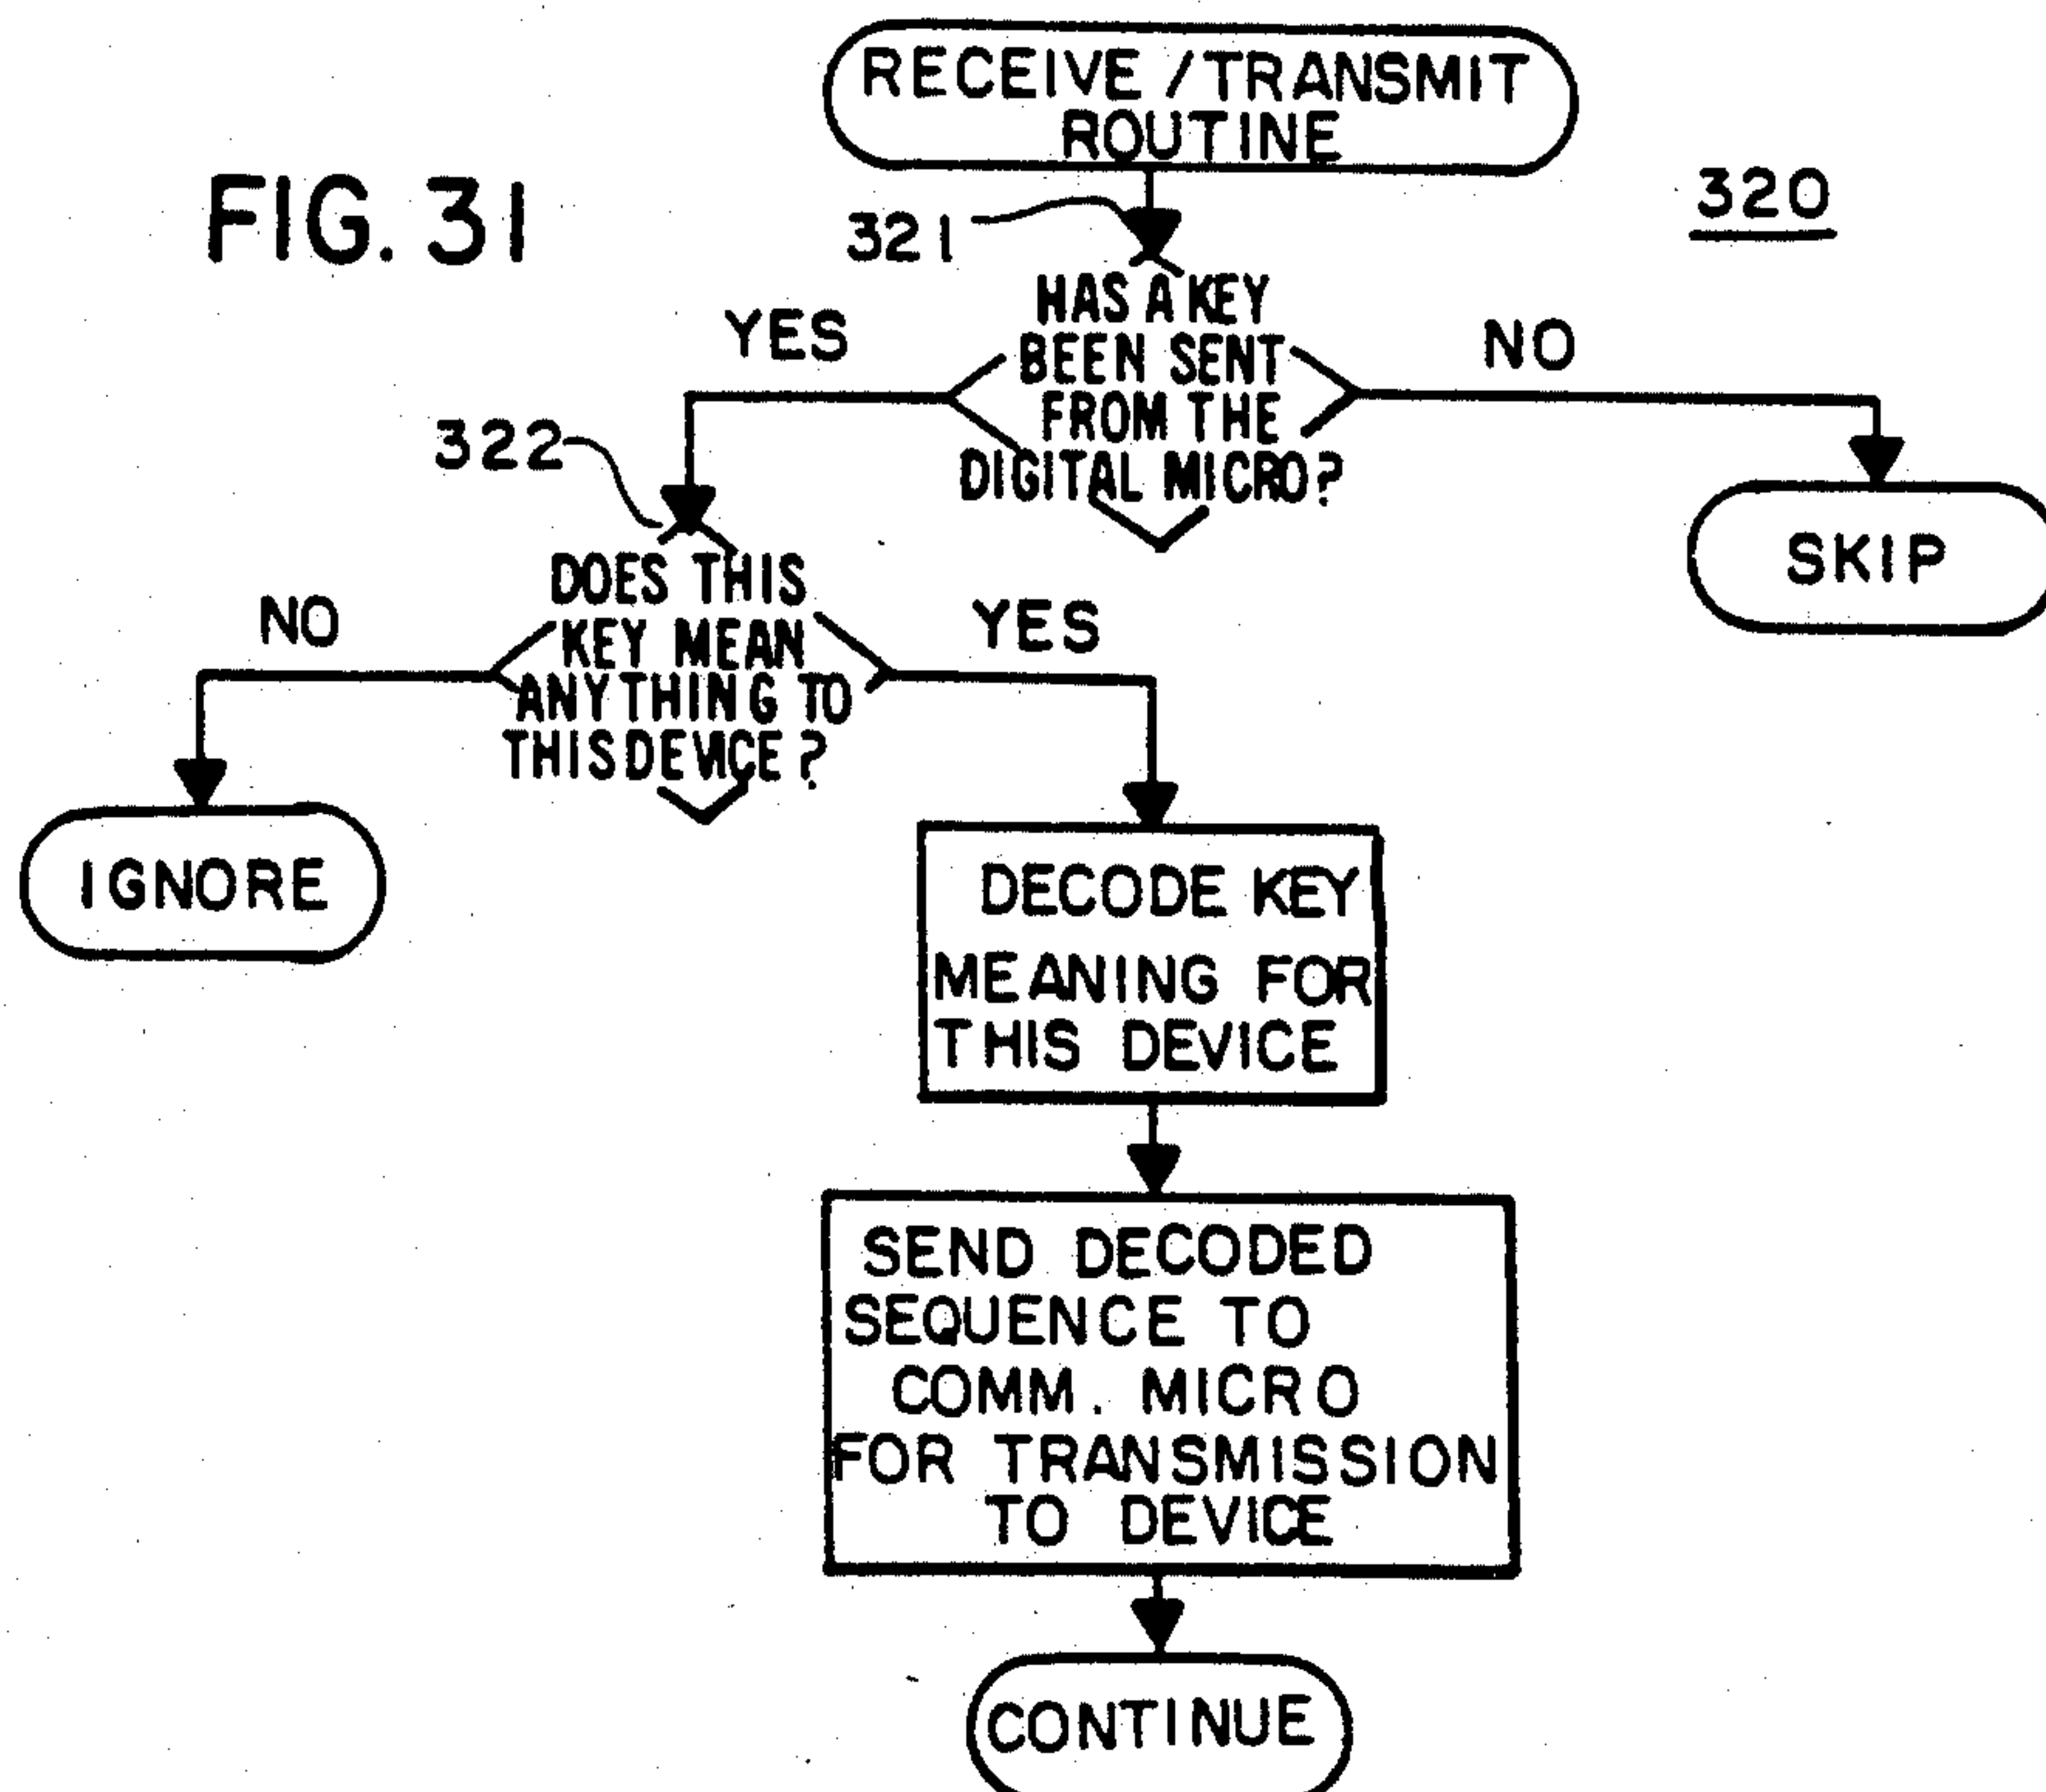 RECEIVE / TRANSMIT
ROUTINE
FIG. 31
320
321
HAS A KEY
BEEN SENT
FROM THE
DIGITAL MICRO?
YES
NO
322
SKIP
DOES THIS
KEY MEAN
ANYTHING TO
THIS DEVICE?
NO
YES
IGNORE
DECODE KEY
MEANING FOR
THIS DEVICE
SEND DECODED
SEQUENCE TO
COMM. MICRO
FOR TRANSMISSION
TO DEVICE
CONTINUE